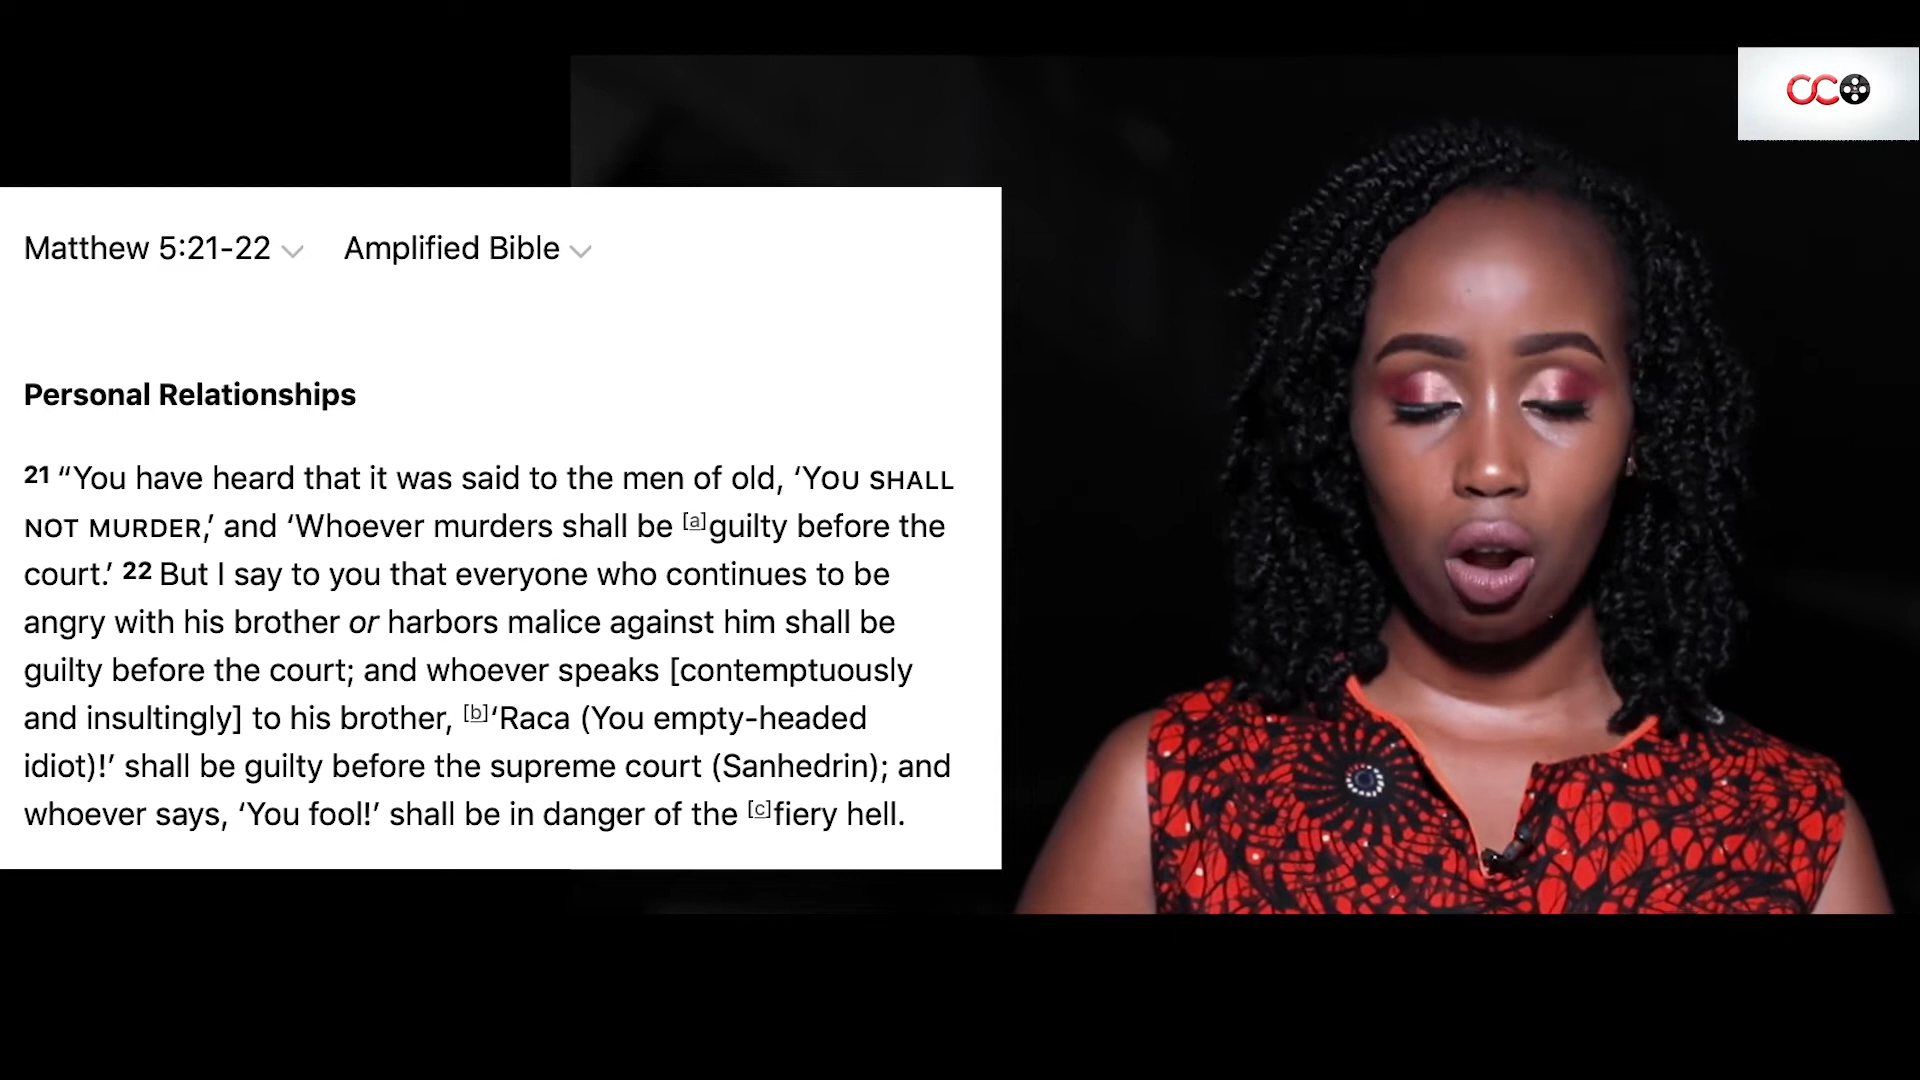 Matthew 5:21-22 Amplified Bible
Personal Relationships
21 “You have heard that it was said to the men of old, ‘YOU SHALL
NOT MURDER,’ and ‘Whoever murders shall be [a]guilty before the
court.’ 22 But I say to you that everyone who continues to be
angry with his brother or harbors malice against him shall be
guilty before the court; and whoever speaks [contemptuously
and insultingly] to his brother, [b]‘Raca (You empty-headed
idiot)!’ shall be guilty before the supreme court (Sanhedrin); and
whoever says, ‘You fool!’ shall be in danger of the [c]fiery hell.
CC